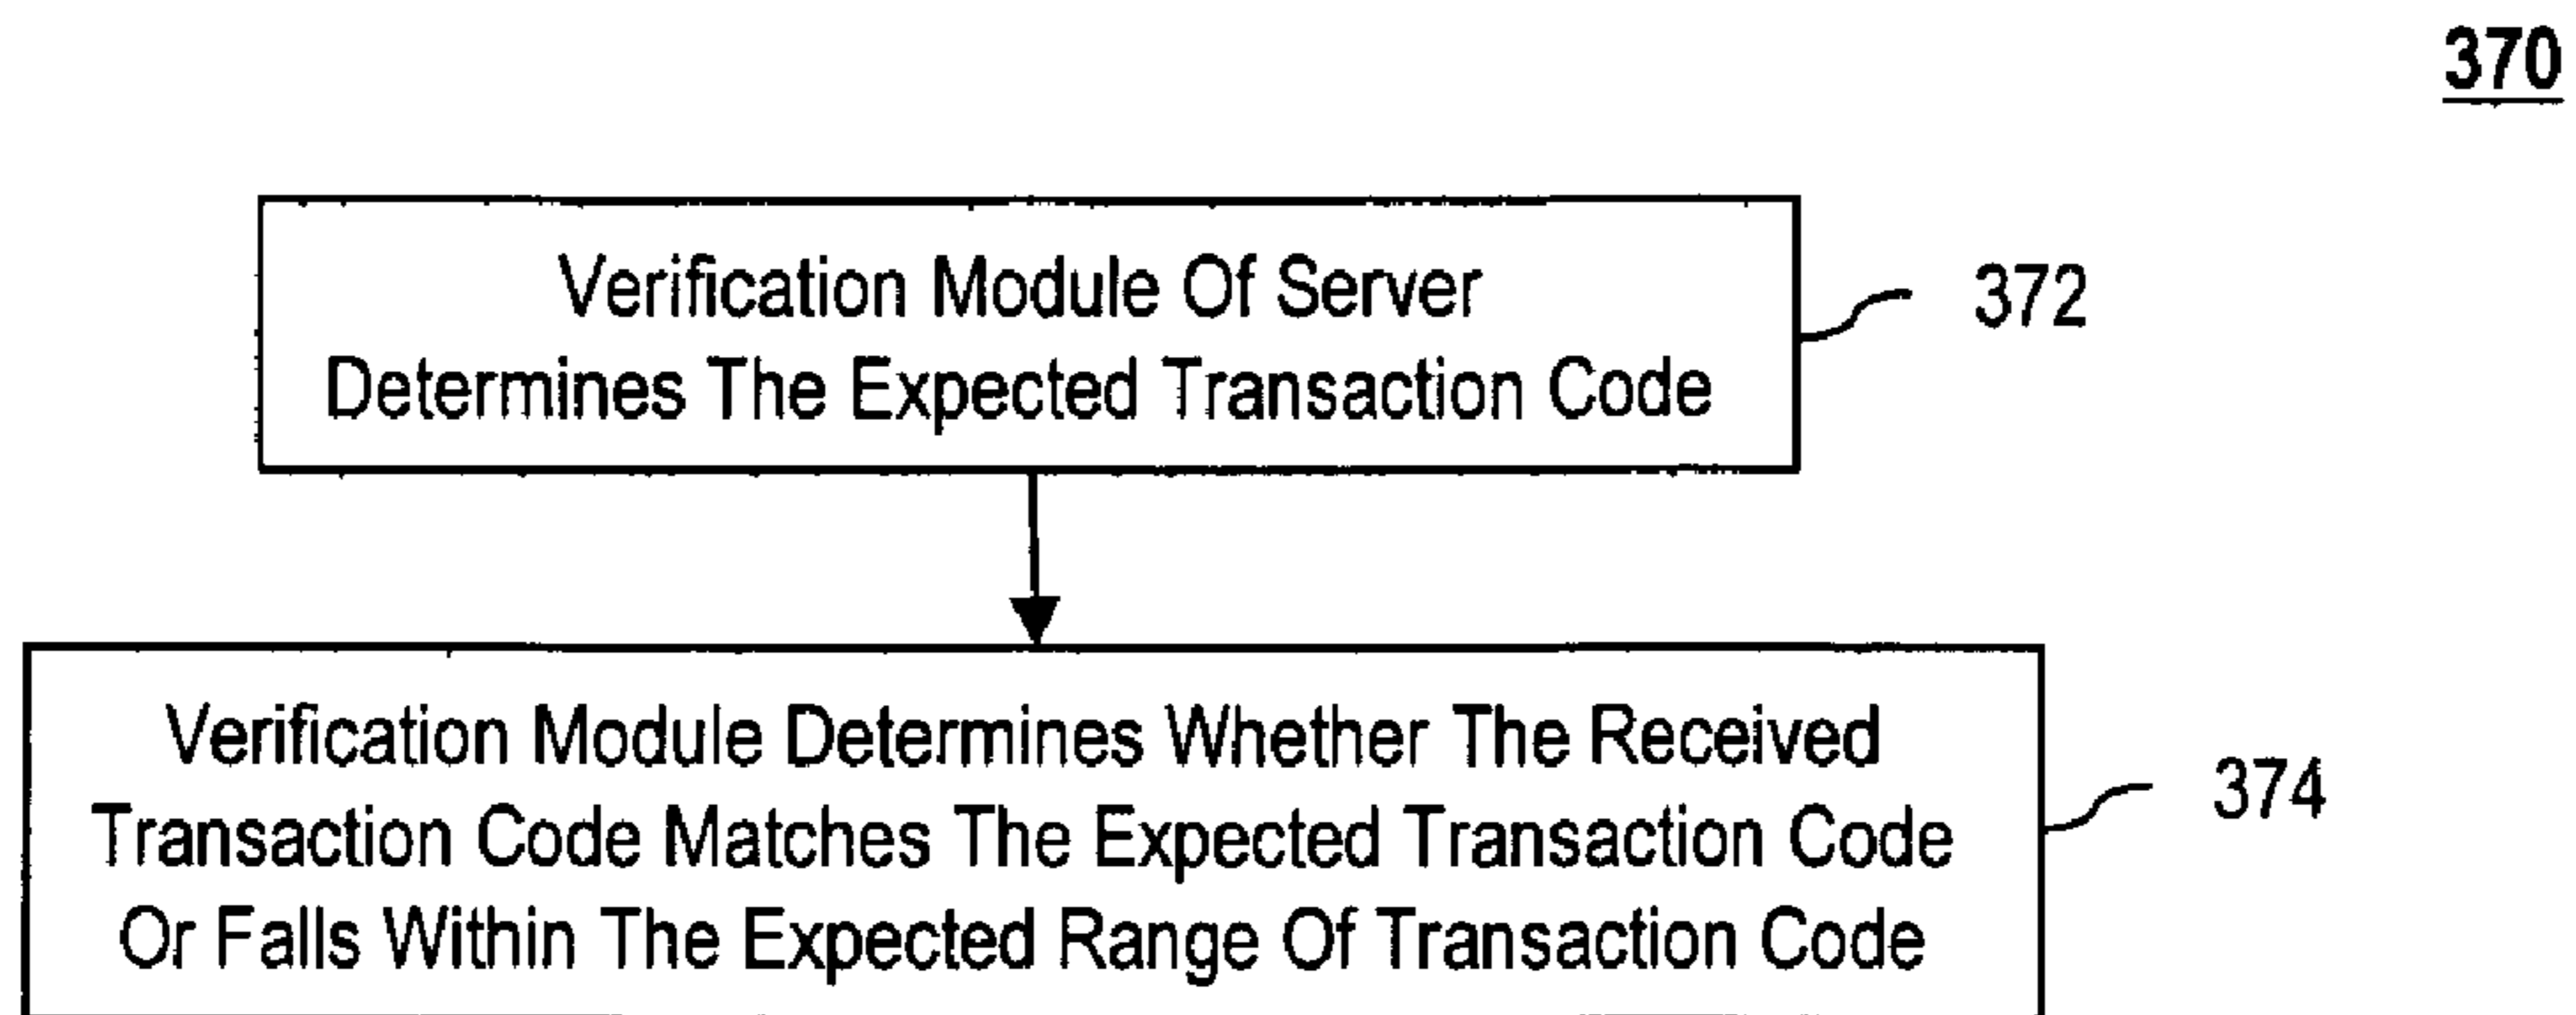 370
Verification Module Of Server
Determines The Expected Transaction Code
372
Verification Module Determines Whether The Received
Transaction Code Matches The Expected Transaction Code
Or Falls Within The Expected Range Of Transaction Code
374